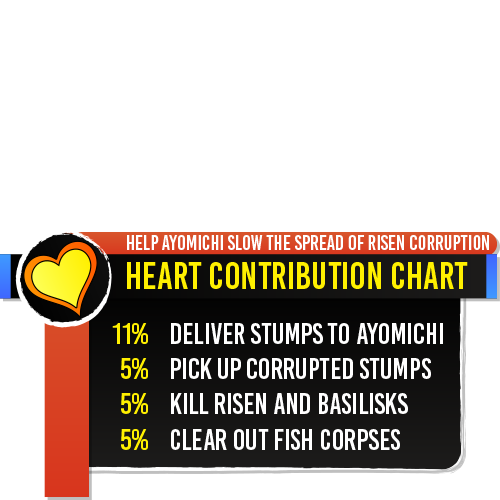 HELP AYOMICHI SLOW THE SPREAD OF RISEN CORRUPTION
HEART CONTRIBUTION CHART
11% DELIVER STUMPS TO AYOMICHI
5% PICK UP CORRUPTED STUMPS
5% KILL RISEN AND BASILISKS
5% CLEAR OUT FISH CORPSES